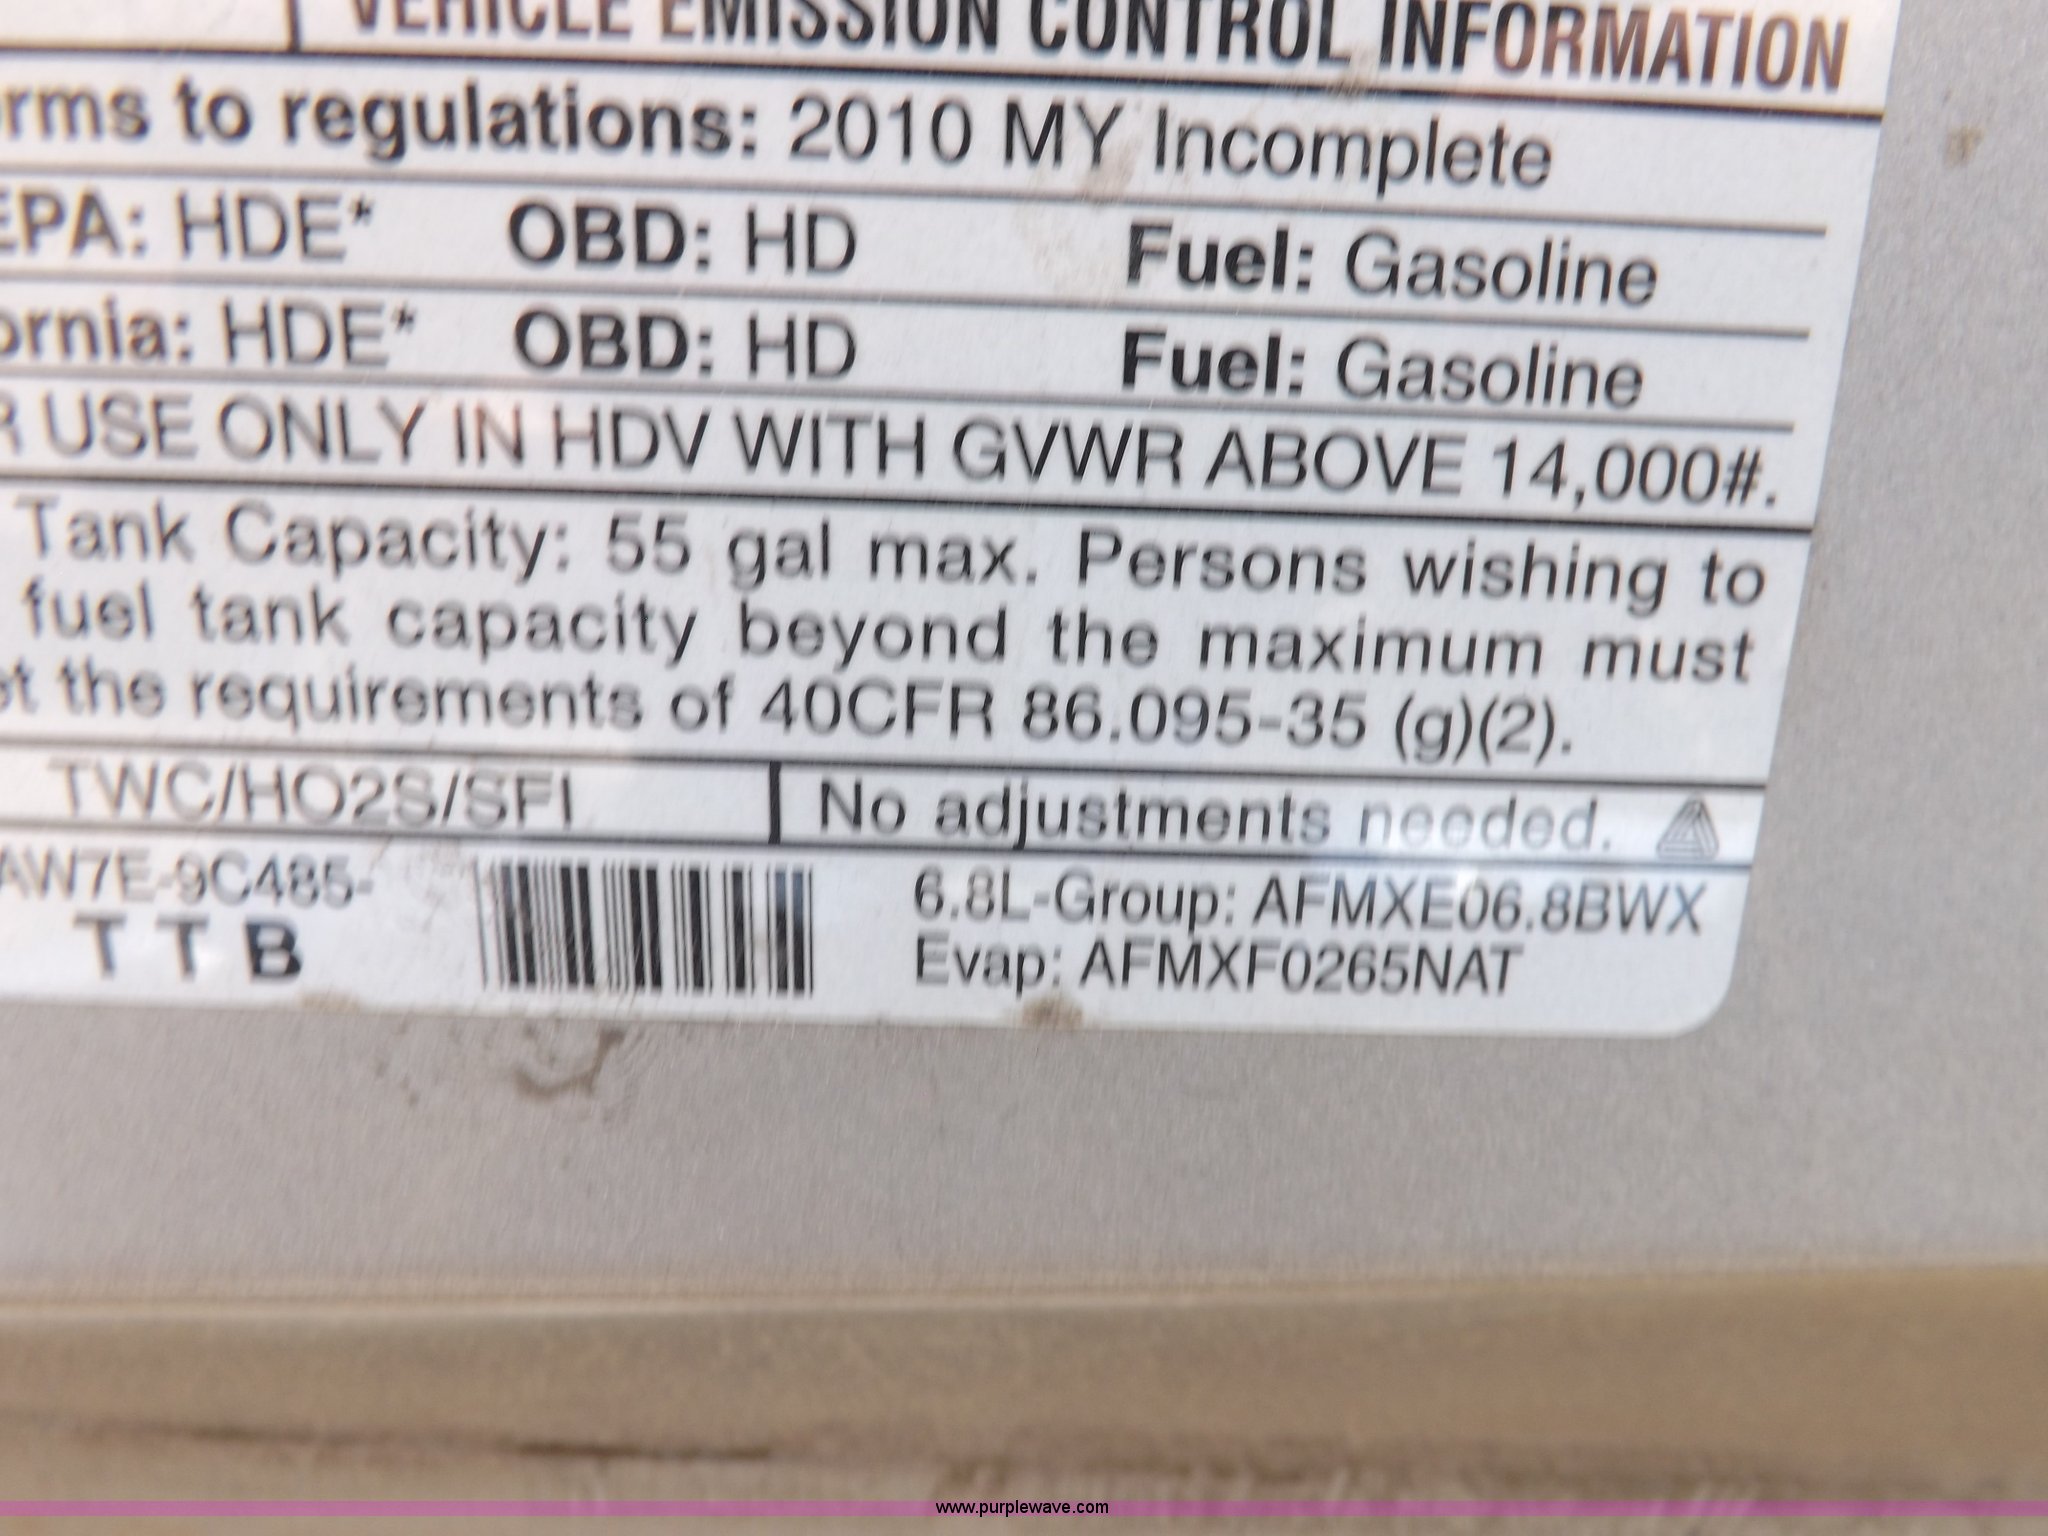 VEHICLE EMISSION CONTROL INFORMATION
rms to regulations: 2010 MY Incomplete
EPA: HDE* OBD: HD Fuel: Gasoline
ornia: HDE* OBD: HD Fuel: Gasoline
R USE ONLY IN HDV WITH GVWR ABOVE 14,000#.
Tank Capacity: 55 gal max. Persons wishing to
fuel tank capacity beyond the maximum must
et the requirements of 40CFR 86.095-35 (g)(2).
TWC/HO2S/SFI No adjustments needed.
AW7E-9C485-
T T B
6.8L-Group: AFMXE06.8BWX
Evap: AFMXF0265NAT
www.purplewave.com